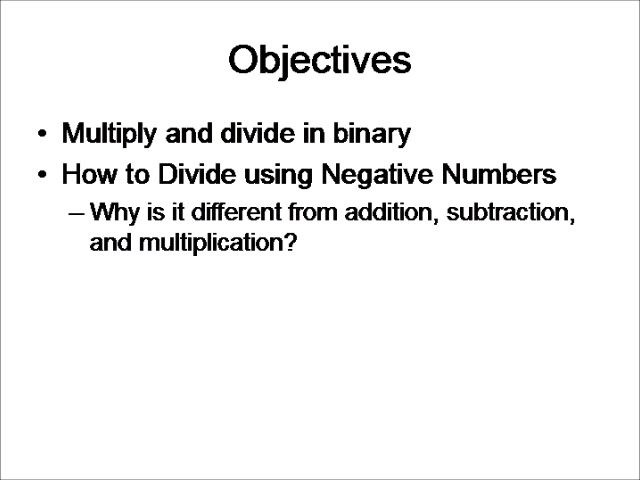 Objectives
• Multiply and divide in binary
• How to Divide using Negative Numbers
– Why is it different from addition, subtraction,
and multiplication?